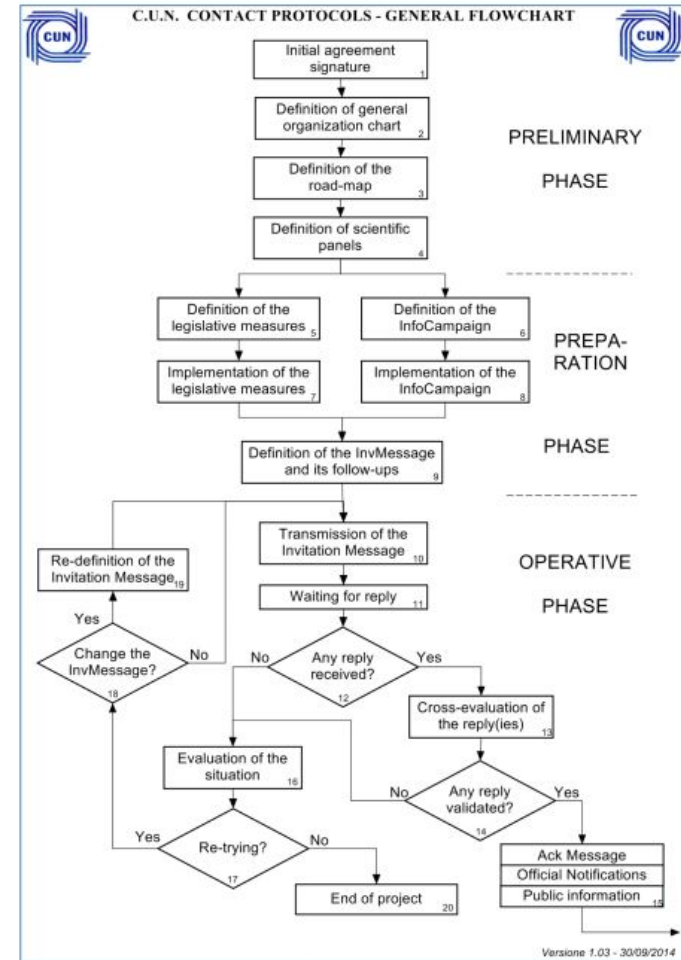 C.U.N. CONTACT PROTOCOLS - GENERAL FLOWCHART
CUN
CUN
Initial agreement
signature
1
Definition of general
organization chart
2
PRELIMINARY
PHASE
Definition of the
road-map
3
Definition of scientific
panels
4
Definition of the
legislative measures
5
Definition of the
InfoCampaign
6
PREPA-
RATION
Implementation of the
legislative measures
7
Implementation of the
InfoCampaign
8
PHASE
Definition of the InvMessage
and its follow-ups
9
Transmission of the
Invitation Message
10
OPERATIVE
PHASE
Re-definition of the
Invitation Message
19
Waiting for reply
11
Yes
Change the
InvMessage?
18
No
No
Any reply
received?
12
Yes
Cross-evaluation of
the reply(ies)
13
Evaluation of the
situation
16
No
Any reply
validated?
14
Yes
Yes
Re-trying?
17
No
Ack Message
Official Notifications
Public information
15
End of project
20
Versione 1.03 - 30/09/2014